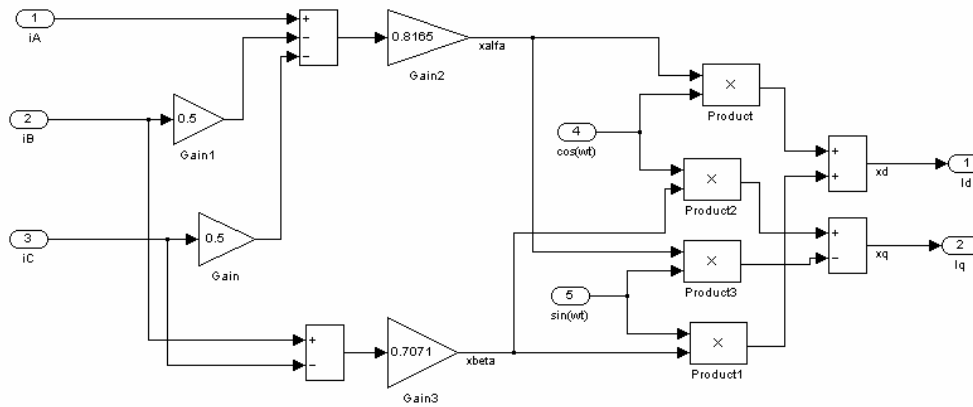 1
iA
+
−
−
0.8165
Gain2
xalfa
×
Product
2
iB
0.5
Gain1
4
cos(wt)
+
+
xd
1
Id
×
Product2
3
iC
0.5
Gain
+
−
xq
2
Iq
×
Product3
5
sin(wt)
+
−
0.7071
Gain3
xbeta
×
Product1